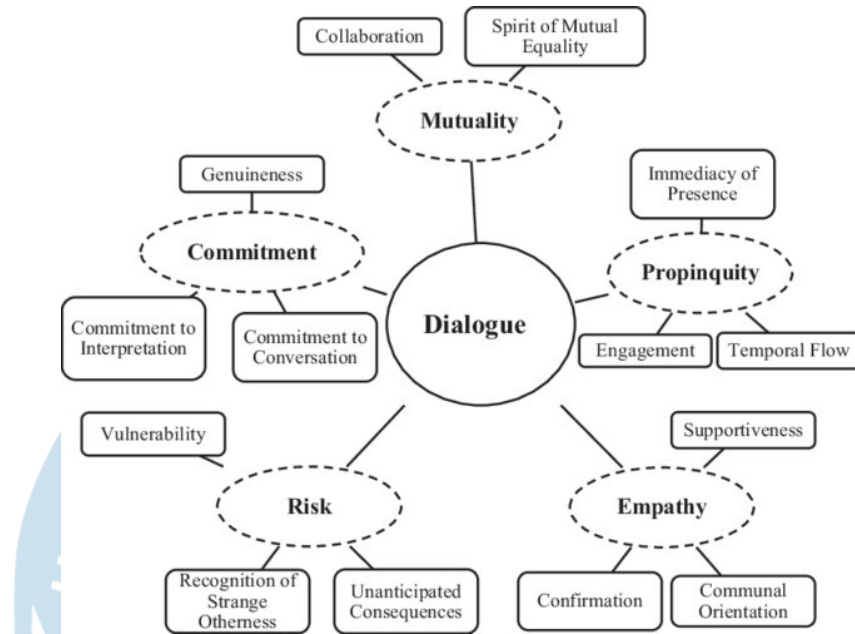 Collaboration
Spirit of Mutual
Equality
Mutuality
Genuineness
Commitment
Commitment to
Interpretation
Commitment to
Conversation
Immediacy of
Presence
Propinquity
Engagement
Temporal Flow
Dialogue
Vulnerability
Risk
Recognition of
Strange
Otherness
Unanticipated
Consequences
Supportiveness
Empathy
Confirmation
Communal
Orientation